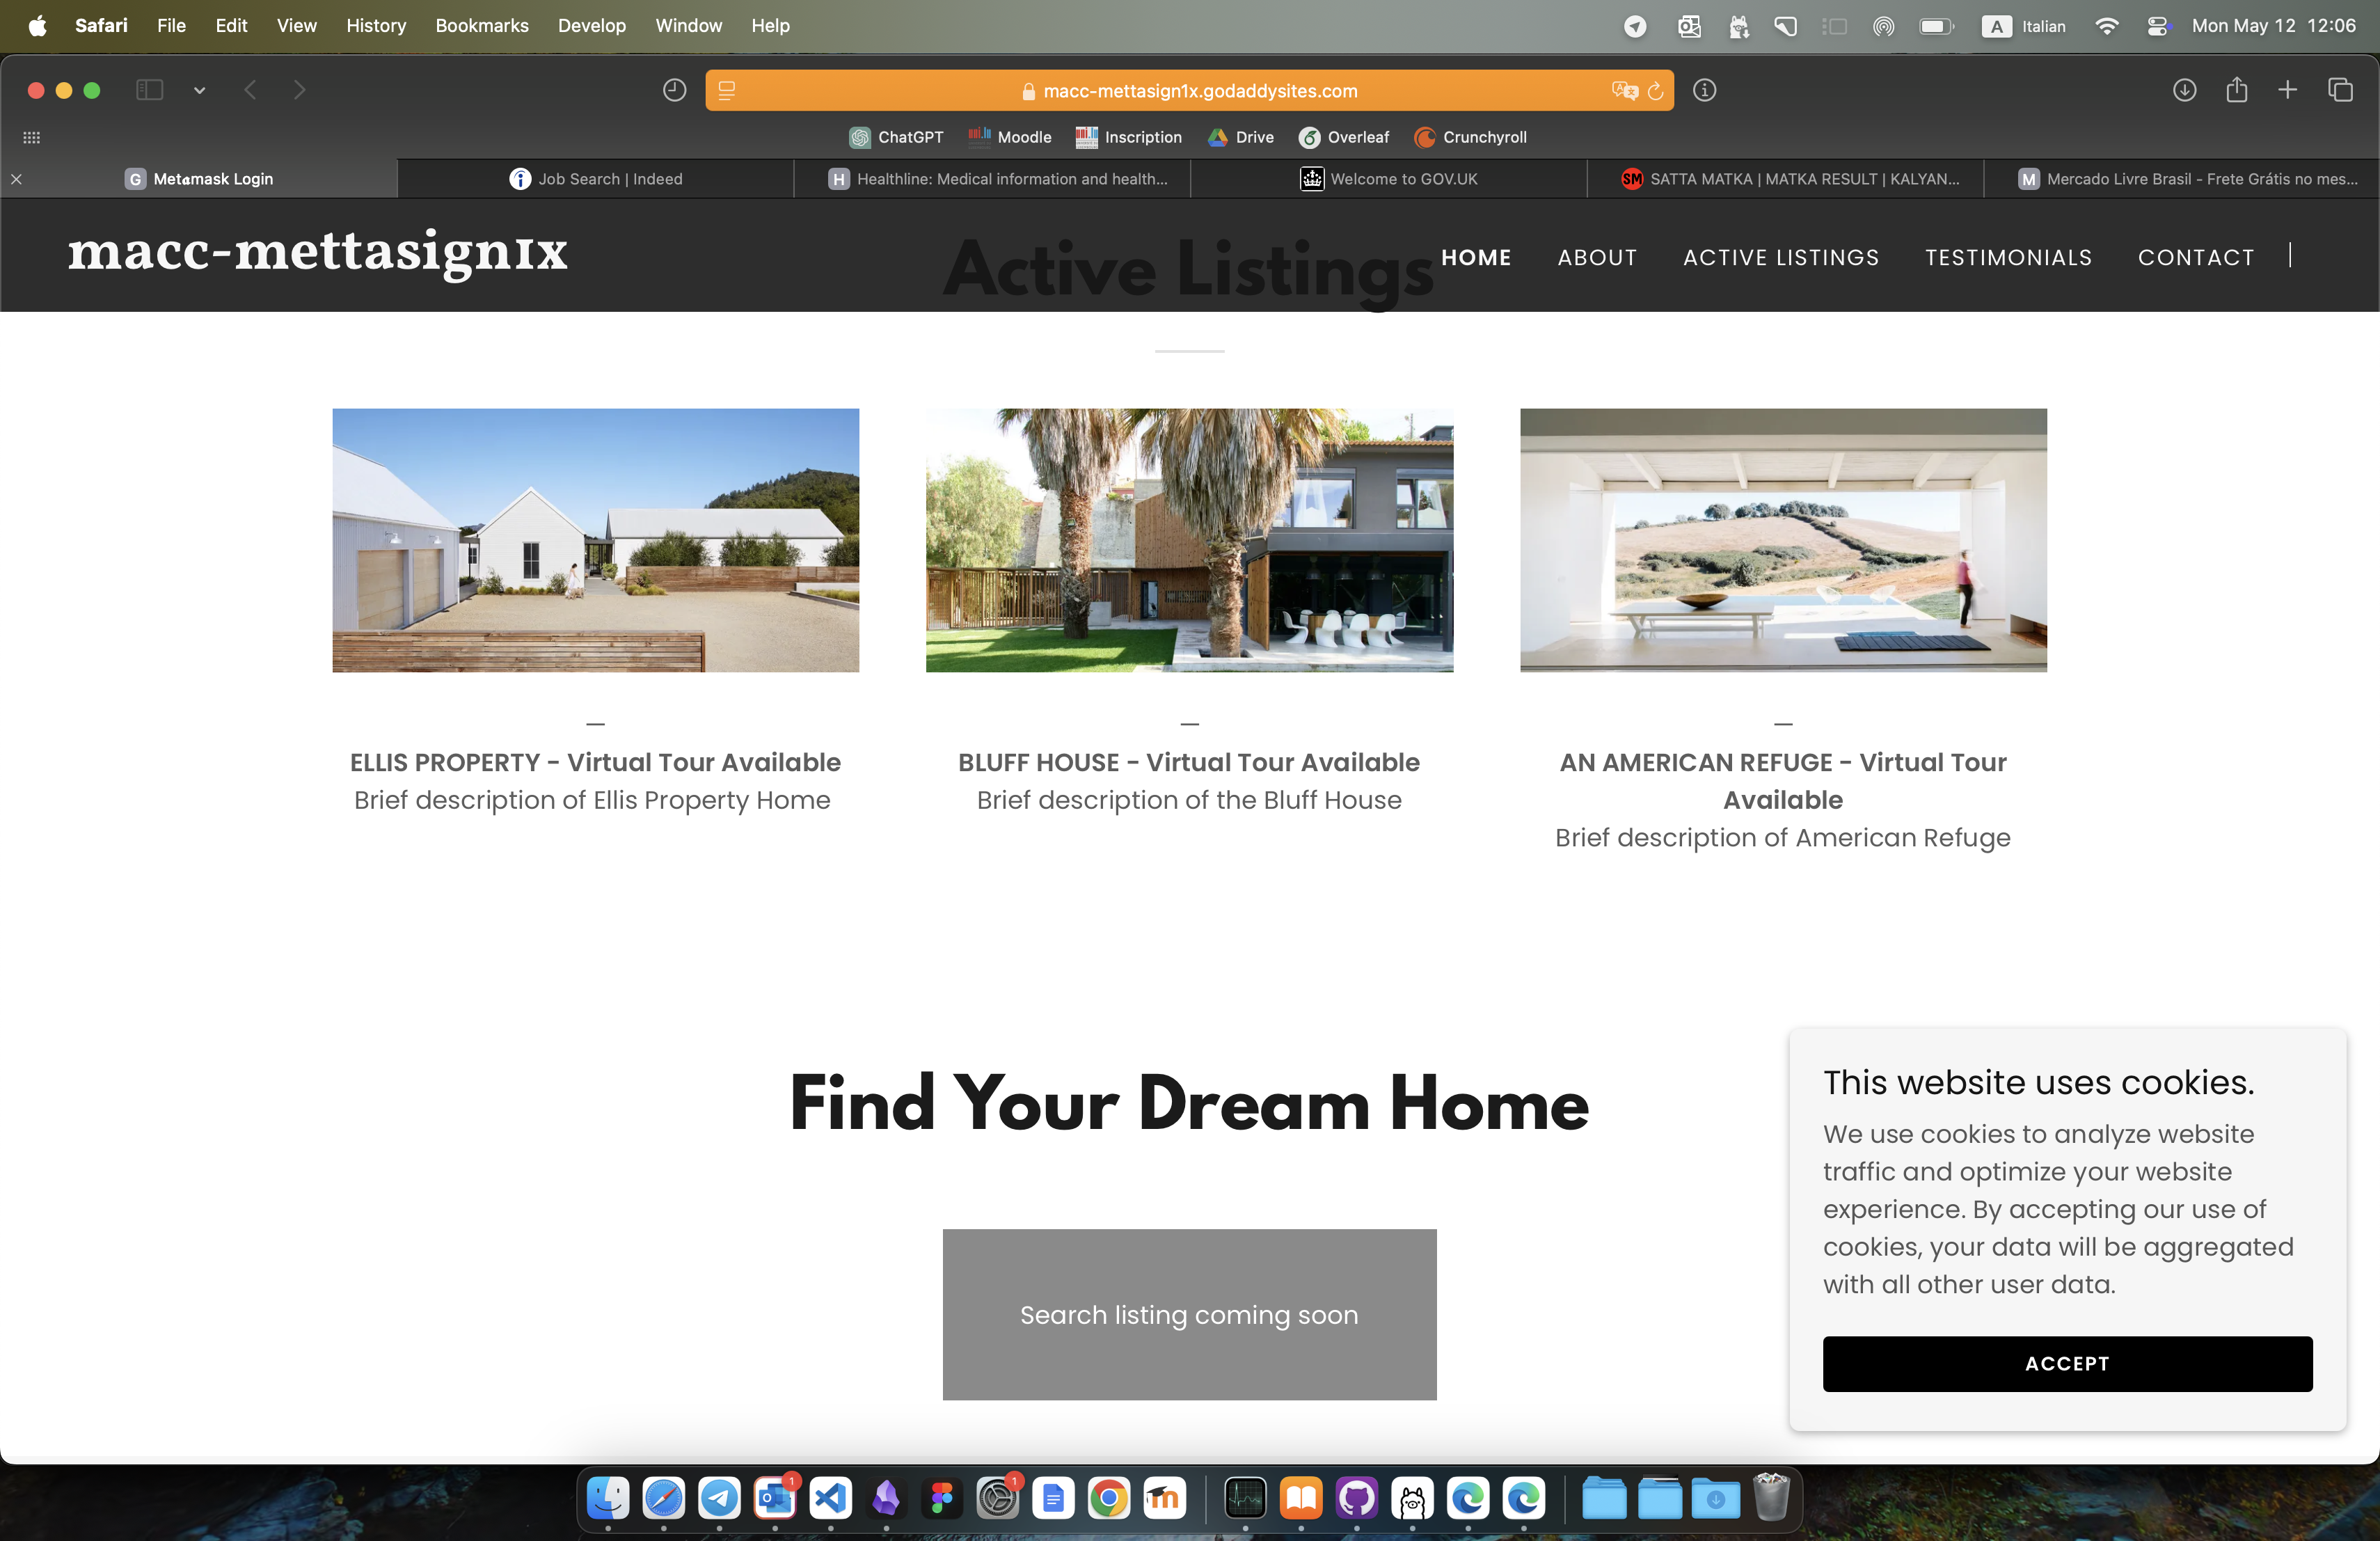 Safari File Edit View History Bookmarks Develop Window Help A Italian Mon May 12 12:06
macc-mettasign1x.godaddysites.com
ChatGPT Moodle Inscription Drive Overleaf Crunchyroll
G Metαmask Login Job Search | Indeed H Healthline: Medical information and health... Welcome to GOV.UK SM SATTA MATKA | MATKA RESULT | KALYAN... M Mercado Livre Brasil - Frete Grátis no mes...
macc-mettasign1x Active Listings HOME ABOUT ACTIVE LISTINGS TESTIMONIALS CONTACT
ELLIS PROPERTY - Virtual Tour Available
Brief description of Ellis Property Home
BLUFF HOUSE - Virtual Tour Available
Brief description of the Bluff House
AN AMERICAN REFUGE - Virtual Tour
Available
Brief description of American Refuge
Find Your Dream Home
Search listing coming soon
This website uses cookies.
We use cookies to analyze website
traffic and optimize your website
experience. By accepting our use of
cookies, your data will be aggregated
with all other user data.
ACCEPT
1 1